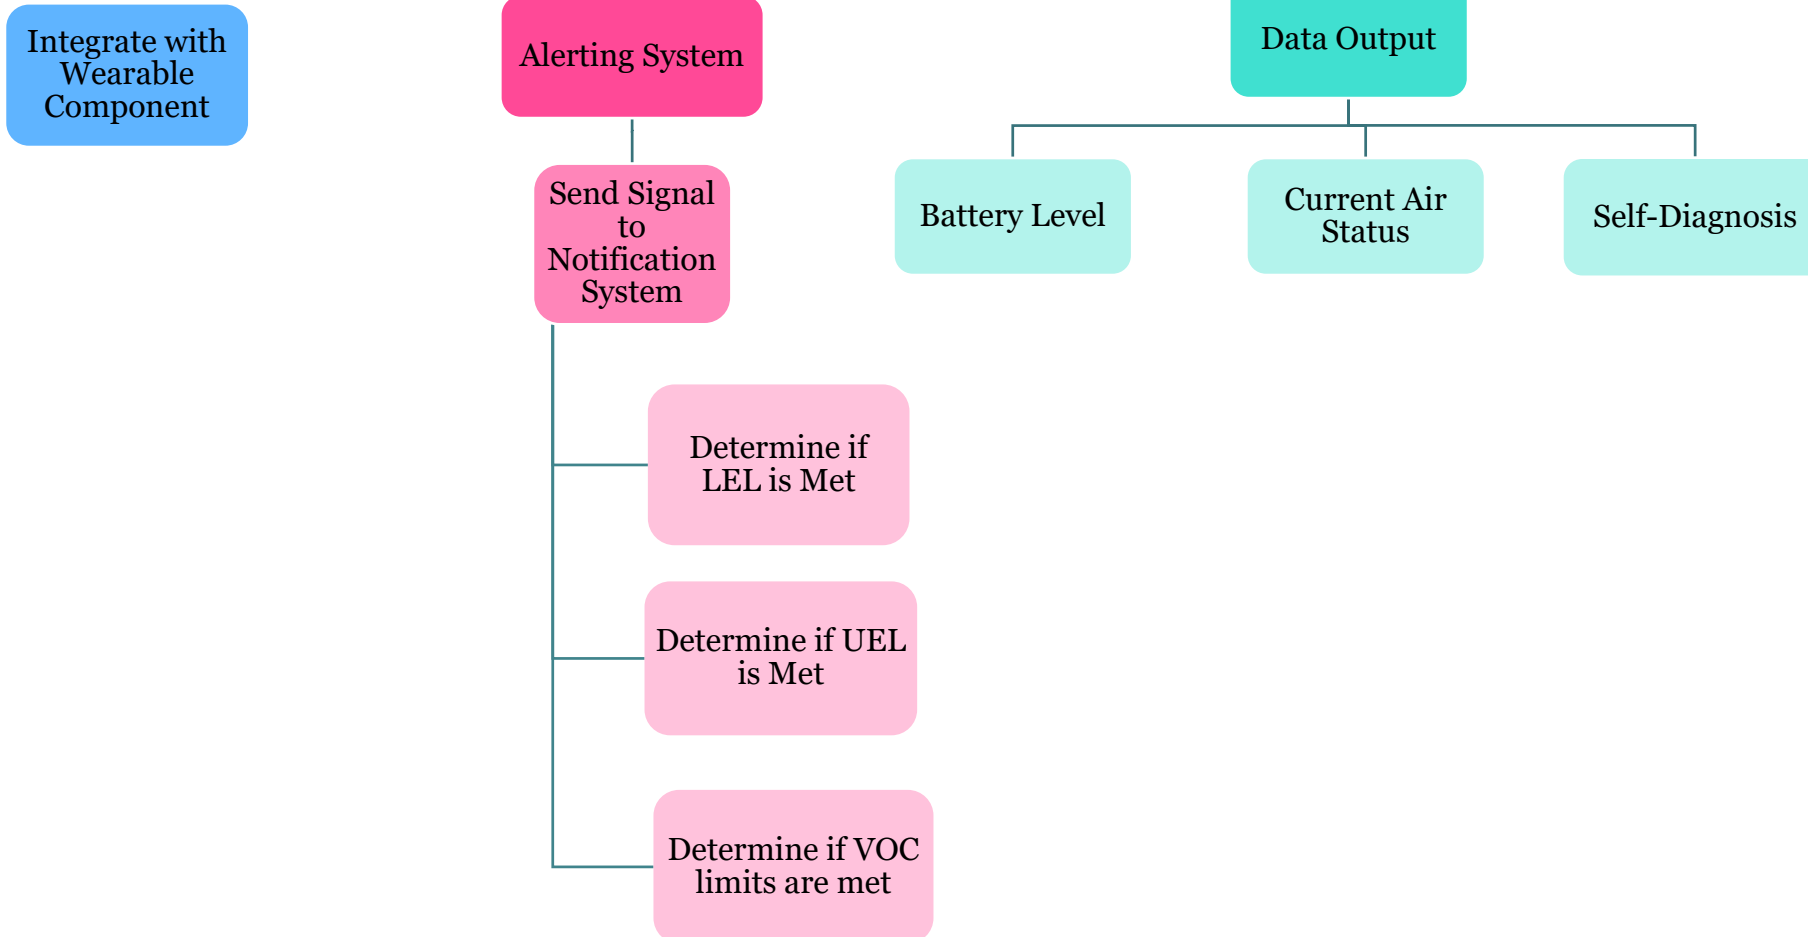 Integrate with
Wearable
Component
Alerting System
Data Output
Send Signal
to
Notification
System
Battery Level
Current Air
Status
Self-Diagnosis
Determine if
LEL is Met
Determine if UEL
is Met
Determine if VOC
limits are met